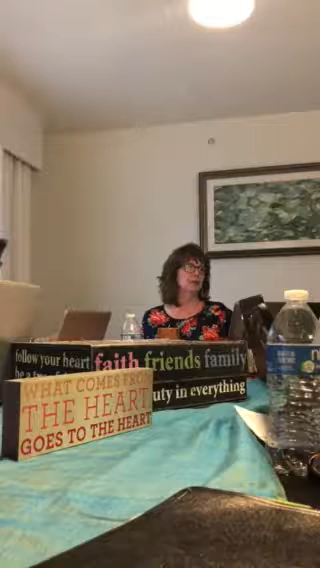 follow your heart faith friends family
uty in everything
WHAT COMES FROM
THE HEART
GOES TO THE HEART